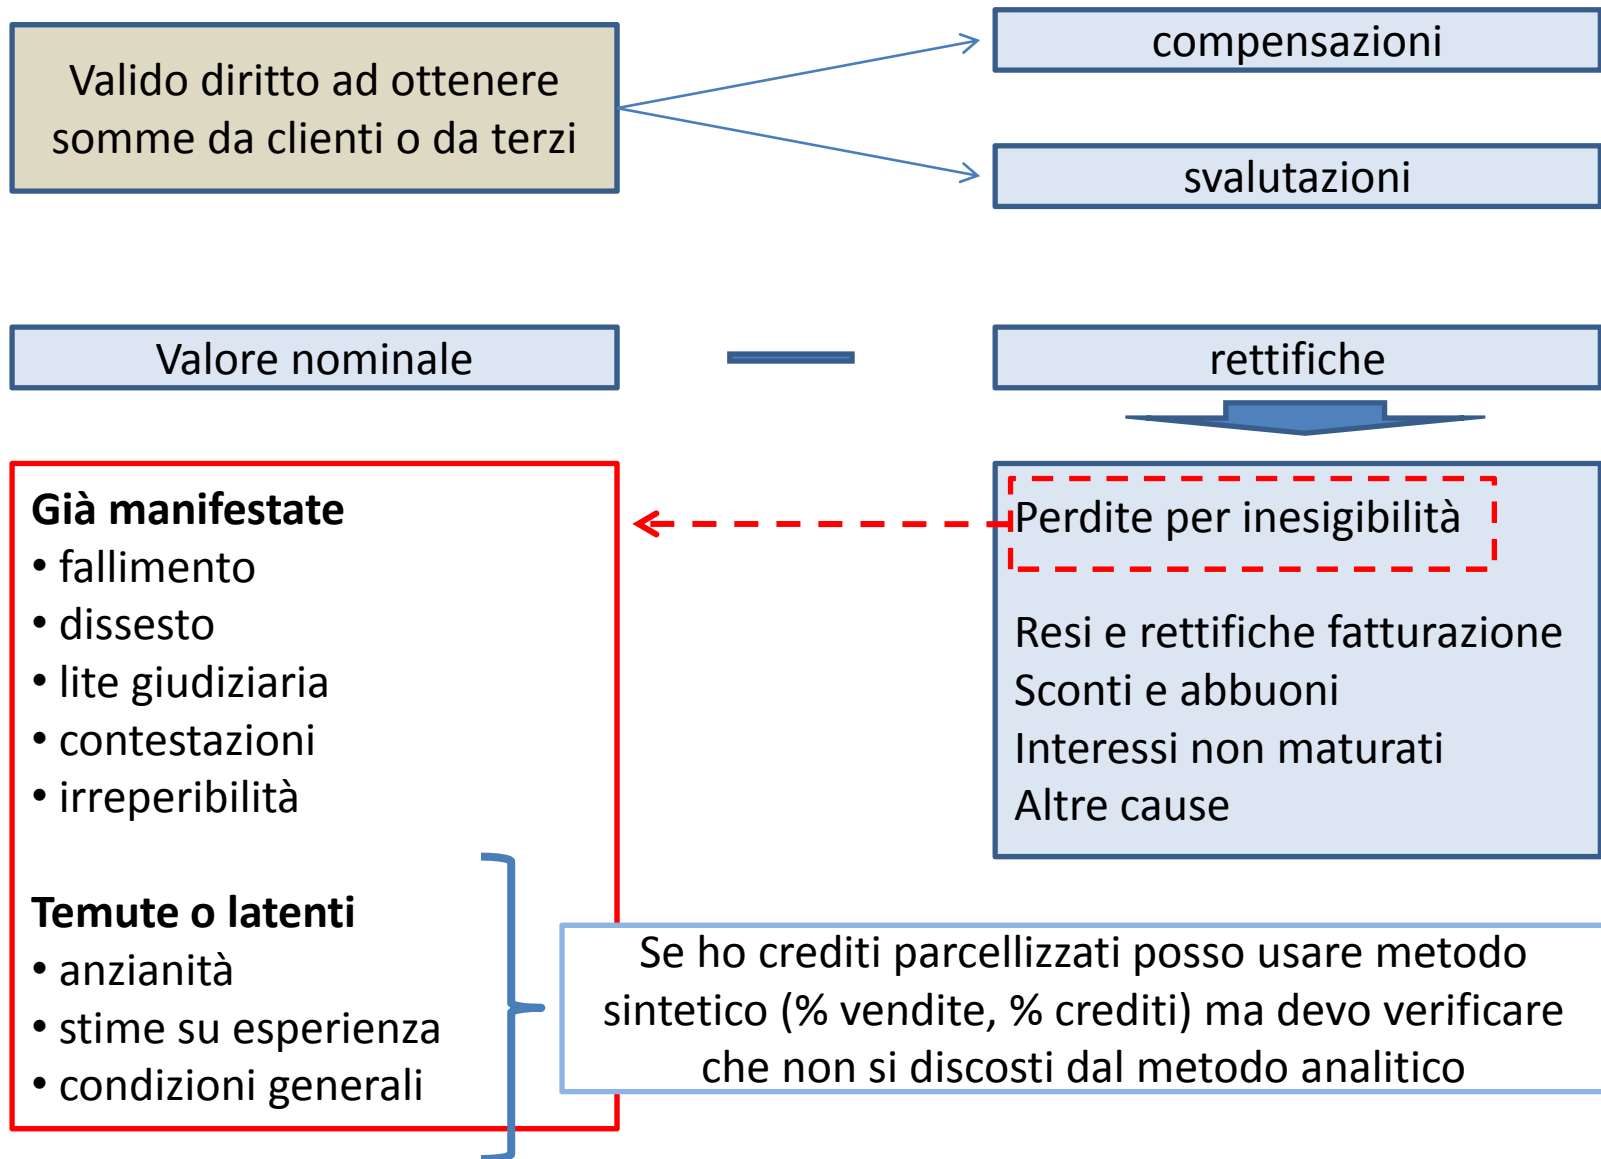 Valido diritto ad ottenere
somme da clienti o da terzi
compensazioni
svalutazioni
Valore nominale
rettifiche
Già manifestate
• fallimento
• dissesto
• lite giudiziaria
• contestazioni
• irreperibilità
Temute o latenti
• anzianità
• stime su esperienza
• condizioni generali
Perdite per inesigibilità
Resi e rettifiche fatturazione
Sconti e abbuoni
Interessi non maturati
Altre cause
Se ho crediti parcellizzati posso usare metodo
sintetico (% vendite, % crediti) ma devo verificare
che non si discosti dal metodo analitico